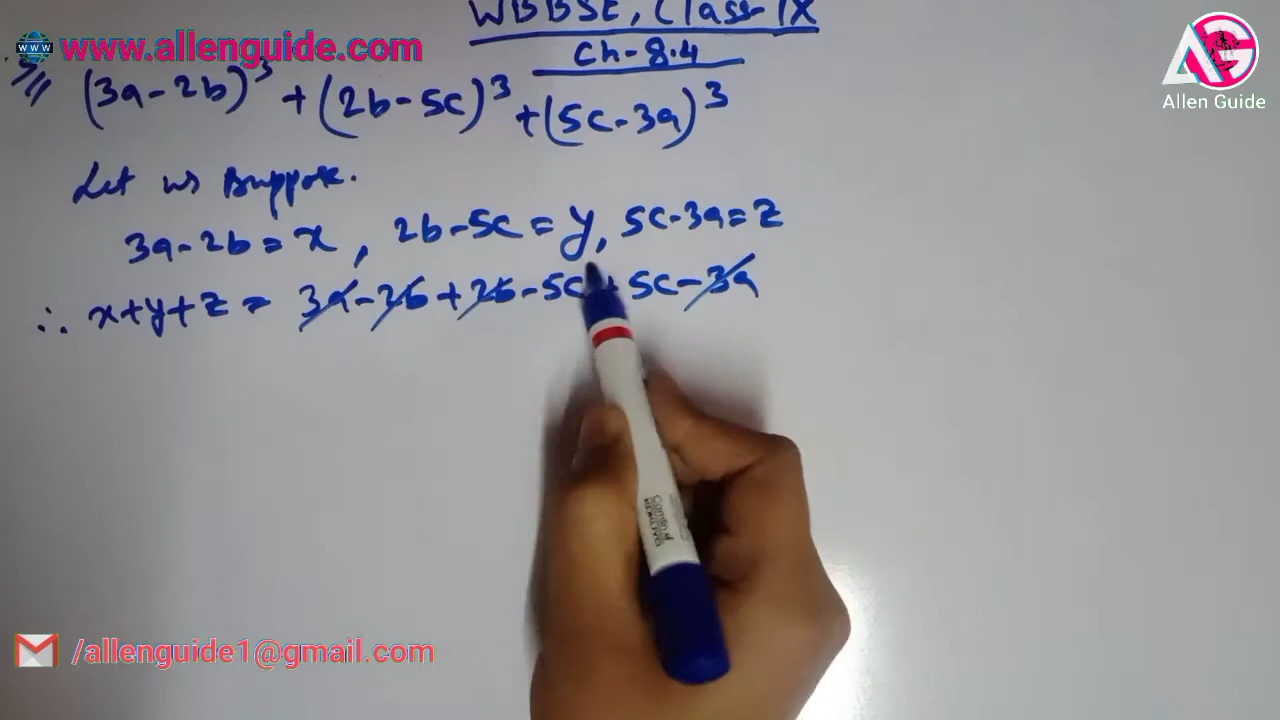 WBBSE, Class-IX
www.allenguide.com
Ch-8.4
(3a-2b)³ + (2b-5c)³ + (5c-3a)³
Allen Guide
Let us suppose.
3a-2b = x, 2b-5c = y, 5c-3a = z
∴ x+y+z = 3a-2b+2b-5c+5c-3a
/allenguide1@gmail.com